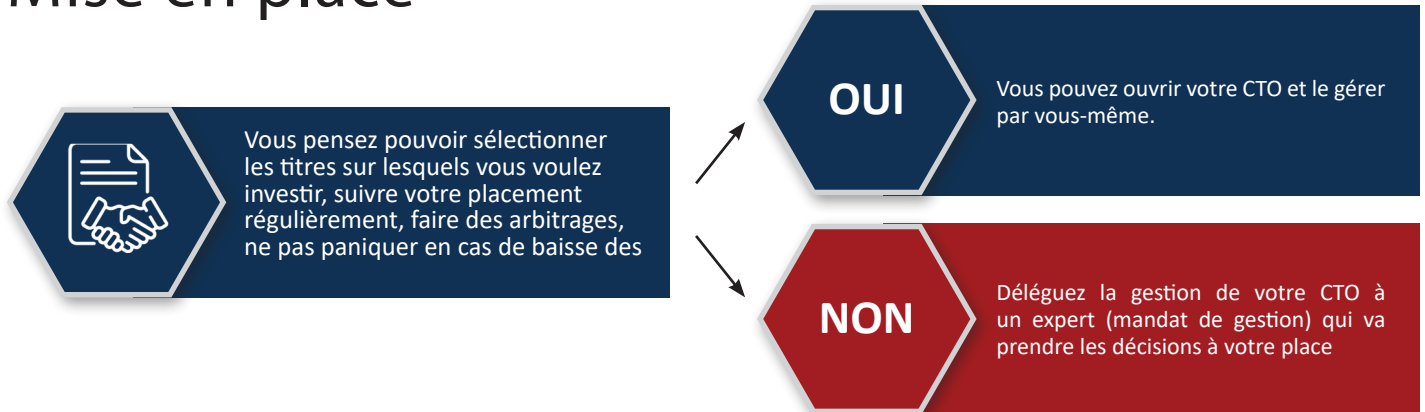 Mise en place
Vous pensez pouvoir sélectionner
les titres sur lesquels vous voulez
investir, suivre votre placement
régulièrement, faire des arbitrages,
ne pas paniquer en cas de baisse des
OUI
Vous pouvez ouvrir votre CTO et le gérer
par vous-même.
NON
Déléguez la gestion de votre CTO à
un expert (mandat de gestion) qui va
prendre les décisions à votre place